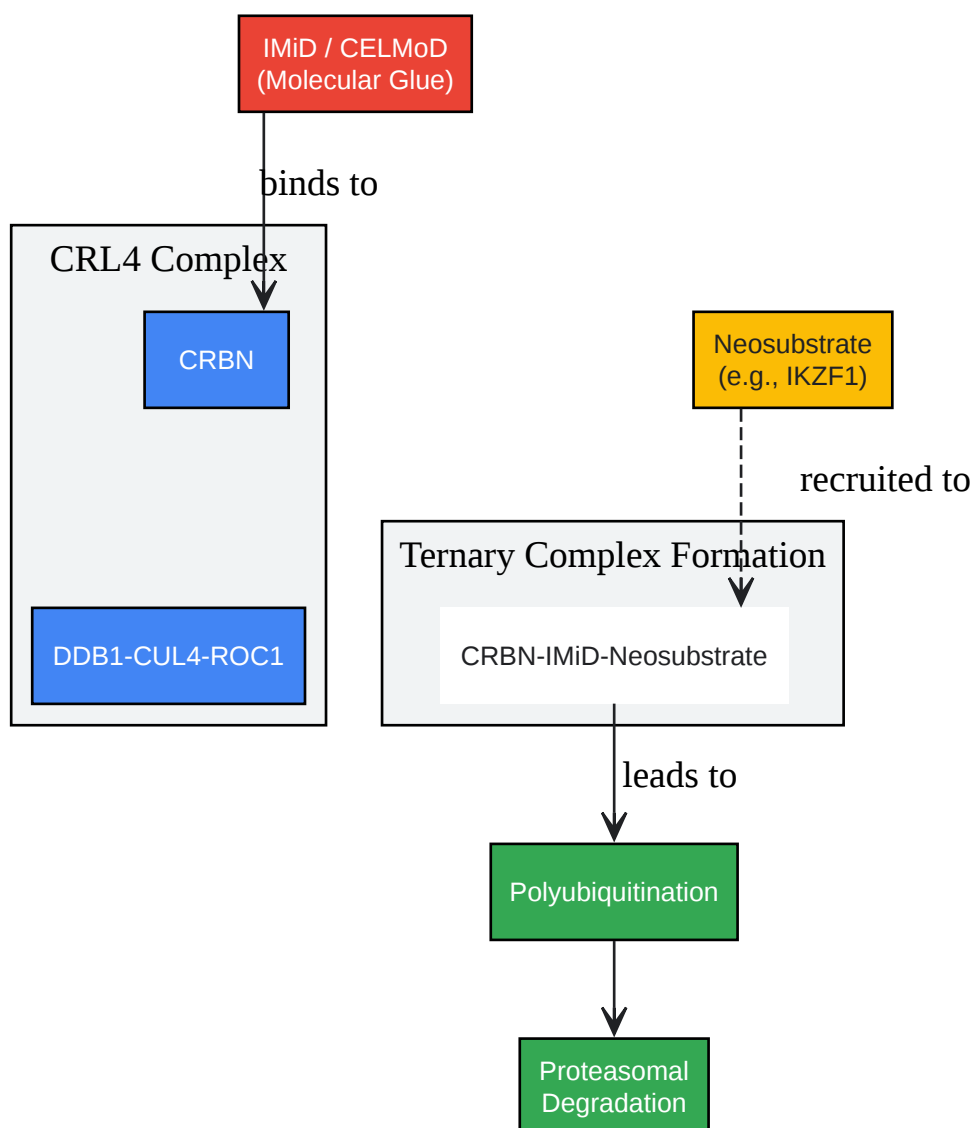 IMiD / CELMoD
(Molecular Glue)
binds to
CRL4 Complex
CRBN
Neosubstrate
(e.g., IKZF1)
recruited to
Ternary Complex Formation
DDB1-CUL4-ROC1
CRBN-IMiD-Neosubstrate
leads to
Polyubiquitination
Proteasomal
Degradation